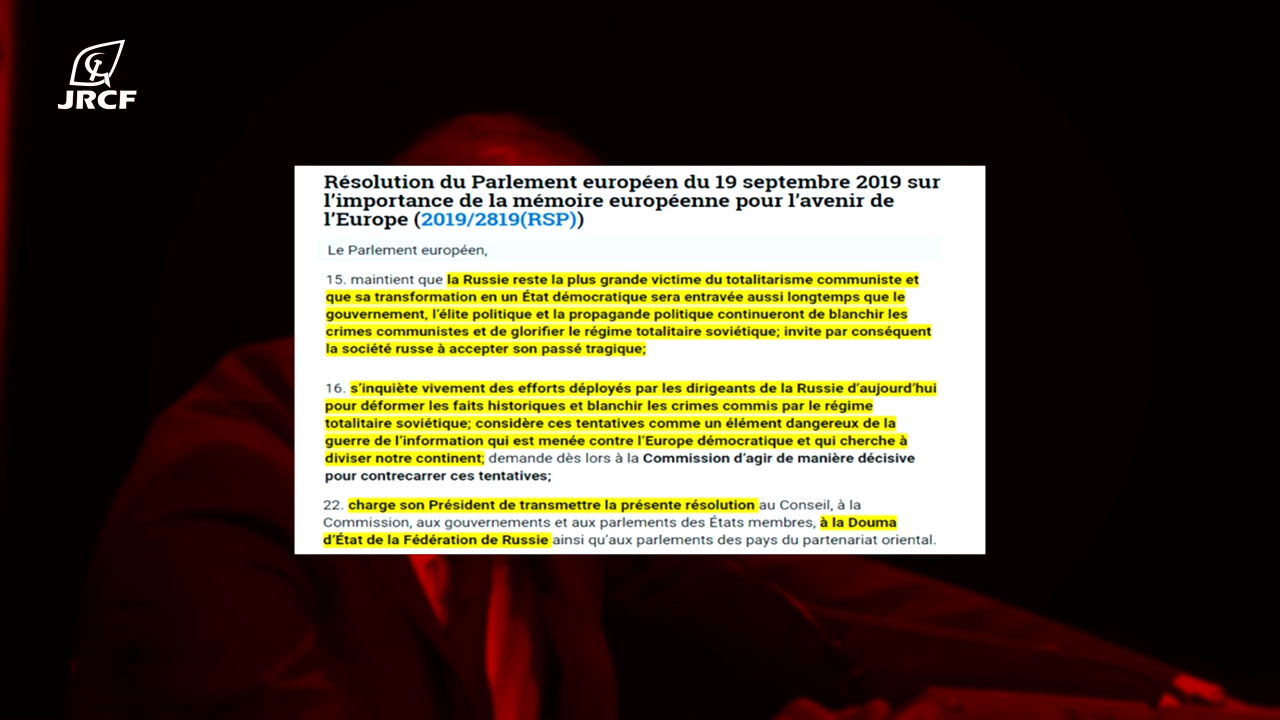 JRCF
Résolution du Parlement européen du 19 septembre 2019 sur
l'importance de la mémoire européenne pour l'avenir de
l'Europe (2019/2819(RSP))
Le Parlement européen,
15. maintient que la Russie reste la plus grande victime du totalitarisme communiste et
que sa transformation en un État démocratique sera entravée aussi longtemps que le
gouvernement, l'élite politique et la propagande politique continueront de blanchir les
crimes communistes et de glorifier le régime totalitaire soviétique; invite par conséquent
la société russe à accepter son passé tragique;
16. s'inquiète vivement des efforts déployés par les dirigeants de la Russie d'aujourd'hui
pour déformer les faits historiques et blanchir les crimes commis par le régime
totalitaire soviétique; considère ces tentatives comme un élément dangereux de la
guerre de l'information qui est menée contre l'Europe démocratique et qui cherche à
diviser notre continent; demande dès lors à la Commission d'agir de manière décisive
pour contrecarrer ces tentatives;
22. charge son Président de transmettre la présente résolution au Conseil, à la
Commission, aux gouvernements et aux parlements des États membres, à la Douma
d'État de la Fédération de Russie ainsi qu'aux parlements des pays du partenariat oriental.